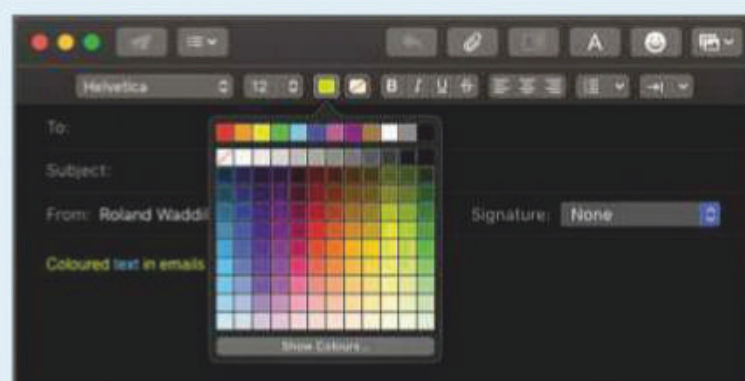 A
Helvetica 12 B I U S
To:
Subject:
From: Roland Waddil Signature: None
Coloured text in emails
Show Colours...